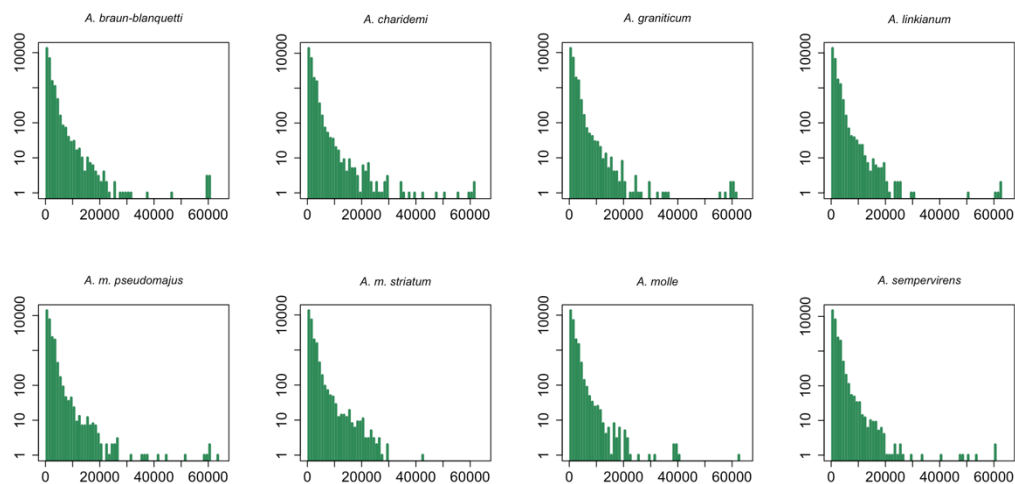 A. braun-blanquetti
A. charidemi
A. graniticum
A. linkianum
10000
100
10
1
0 20000 40000 60000
10000
100
10
1
0 20000 40000 60000
10000
100
10
1
0 20000 40000 60000
10000
100
10
1
0 20000 40000 60000
A. m. pseudomajus
A. m. striatum
A. molle
A. sempervirens
10000
100
10
1
0 20000 40000 60000
10000
100
10
1
0 20000 40000 60000
10000
100
10
1
0 20000 40000 60000
10000
100
10
1
0 20000 40000 60000